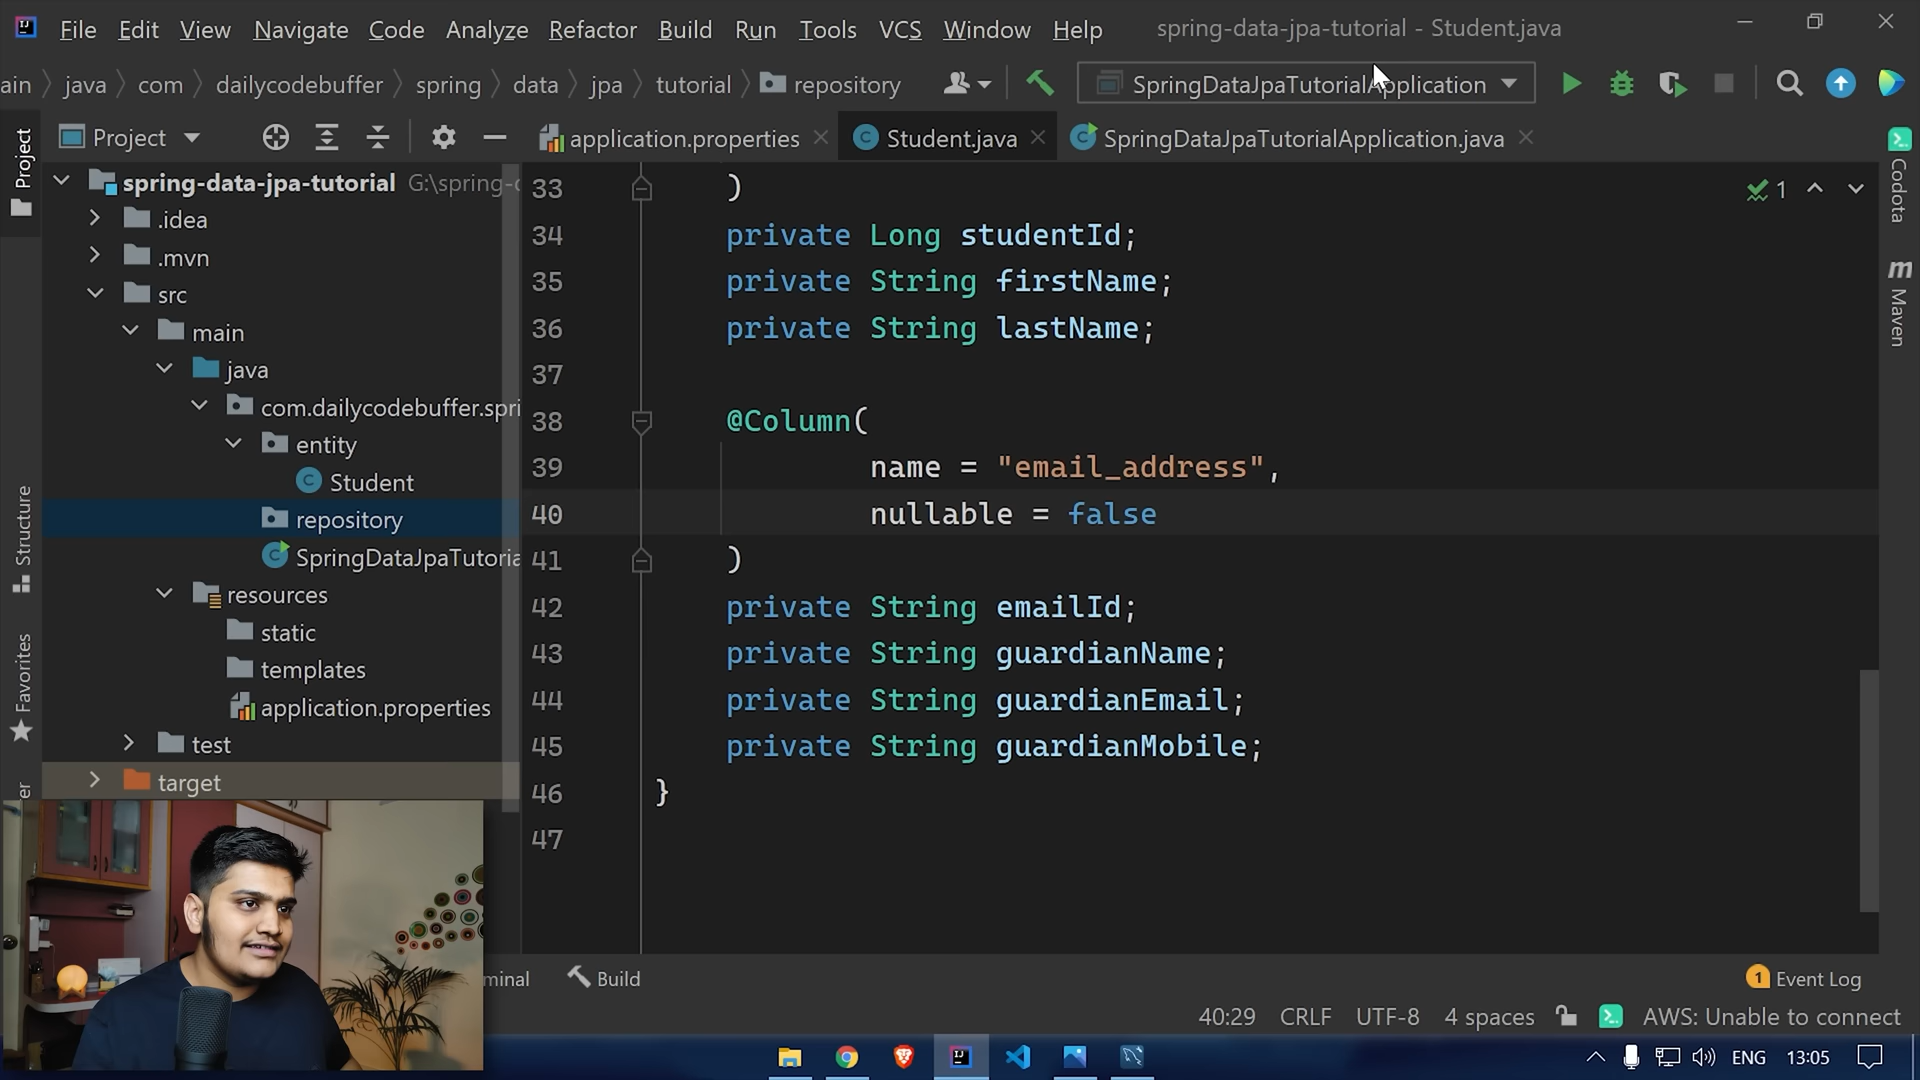 File Edit View Navigate Code Analyze Refactor Build Run Tools VCS Window Help spring-data-jpa-tutorial - Student.java
ain java com dailycodebuffer spring data jpa tutorial repository SpringDataJpaTutorialApplication
Project application.properties Student.java SpringDataJpaTutorialApplication.java
Project
Structure
Favorites
er
spring-data-jpa-tutorial G:\spring-d
.idea
.mvn
src
main
java
com.dailycodebuffer.spri
entity
Student
repository
SpringDataJpaTutoria
resources
static
templates
application.properties
test
target
33 )
34 private Long studentId;
35 private String firstName;
36 private String lastName;
37
38 @Column(
39 name = "email_address",
40 nullable = false
41 )
42 private String emailId;
43 private String guardianName;
44 private String guardianEmail;
45 private String guardianMobile;
46 }
47
1
Codota
m
Maven
minal Build 1 Event Log
40:29 CRLF UTF-8 4 spaces AWS: Unable to connect
ENG 13:05